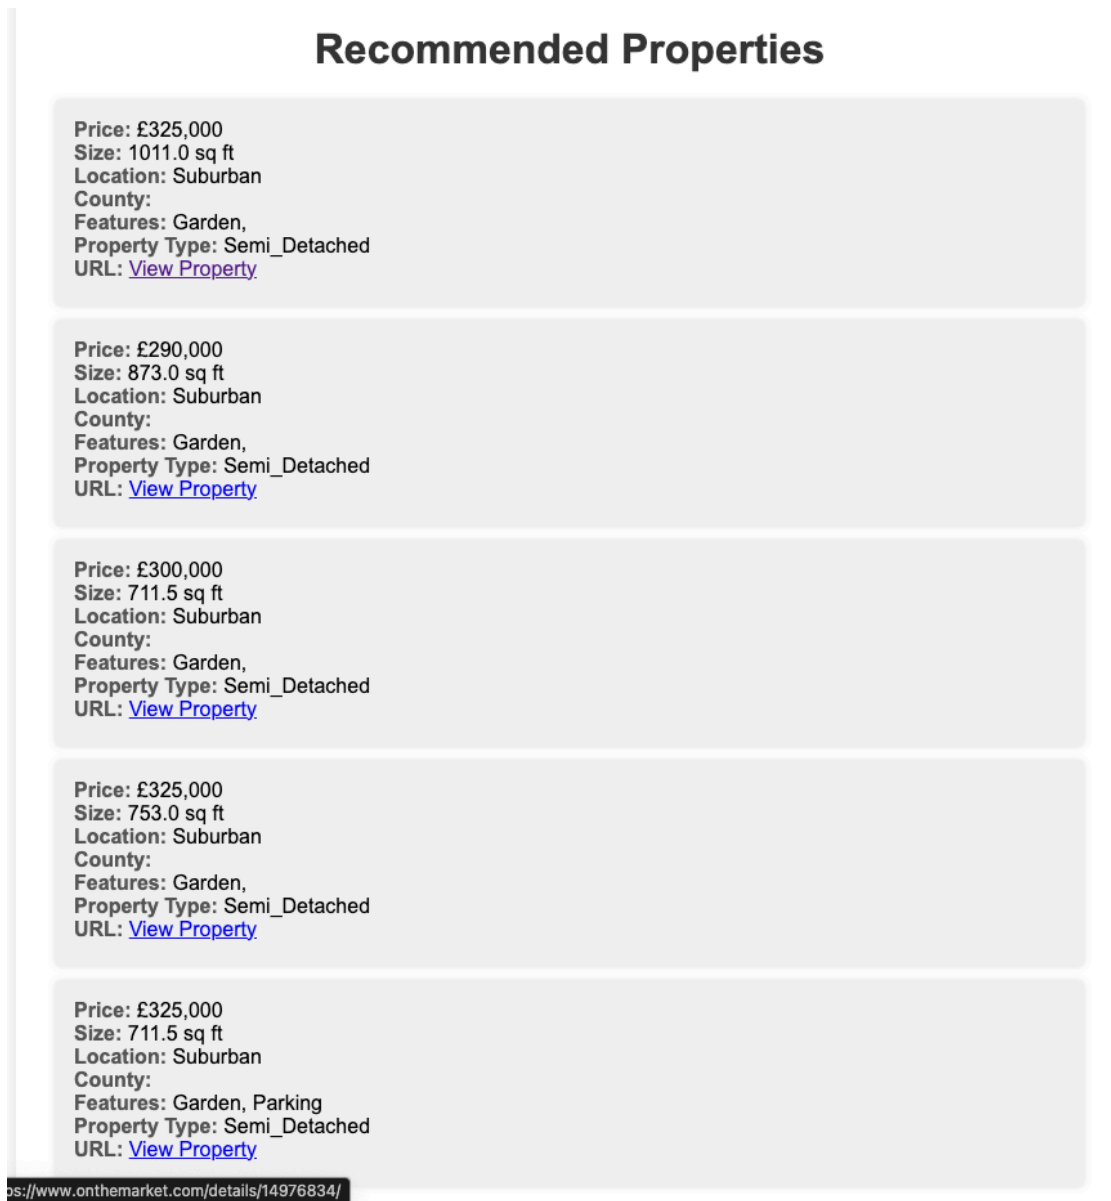 Recommended Properties
Price: £325,000
Size: 1011.0 sq ft
Location: Suburban
County:
Features: Garden,
Property Type: Semi_Detached
URL: View Property
Price: £290,000
Size: 873.0 sq ft
Location: Suburban
County:
Features: Garden,
Property Type: Semi_Detached
URL: View Property
Price: £300,000
Size: 711.5 sq ft
Location: Suburban
County:
Features: Garden,
Property Type: Semi_Detached
URL: View Property
Price: £325,000
Size: 753.0 sq ft
Location: Suburban
County:
Features: Garden,
Property Type: Semi_Detached
URL: View Property
Price: £325,000
Size: 711.5 sq ft
Location: Suburban
County:
Features: Garden, Parking
Property Type: Semi_Detached
URL: View Property
ps://www.onthemarket.com/details/14976834/